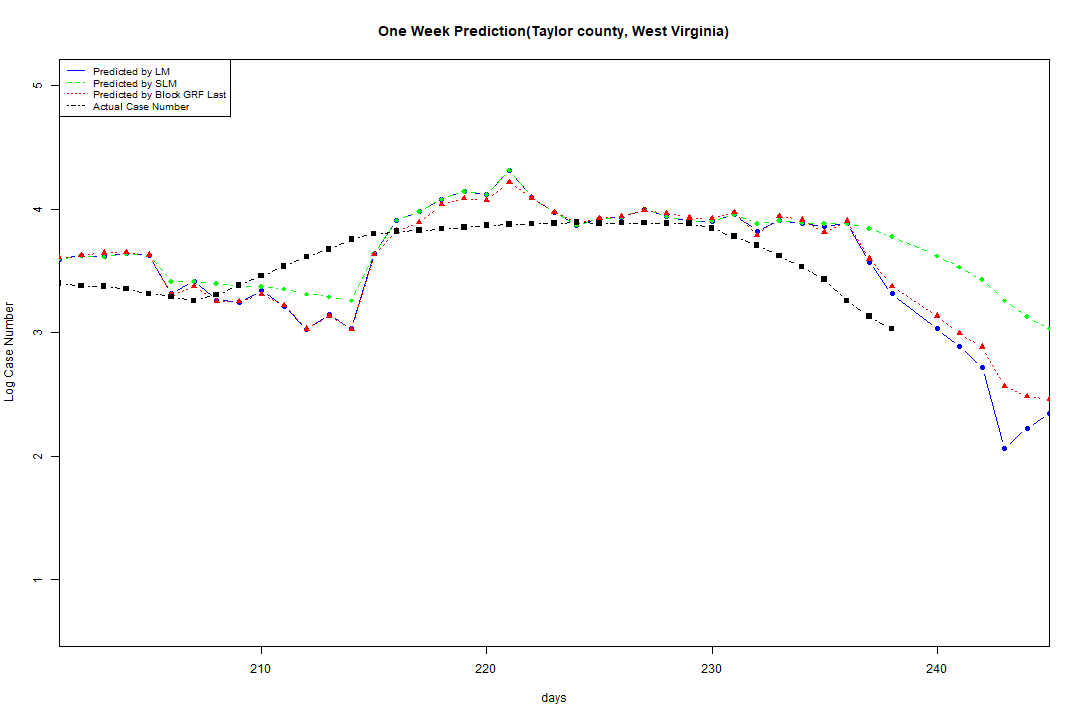 One Week Prediction(Taylor county, West Virginia)
Predicted by LM
Predicted by SLM
Predicted by Block GRF Last
Actual Case Number
5
4
3
2
1
Log Case Number
210 220 230 240
days